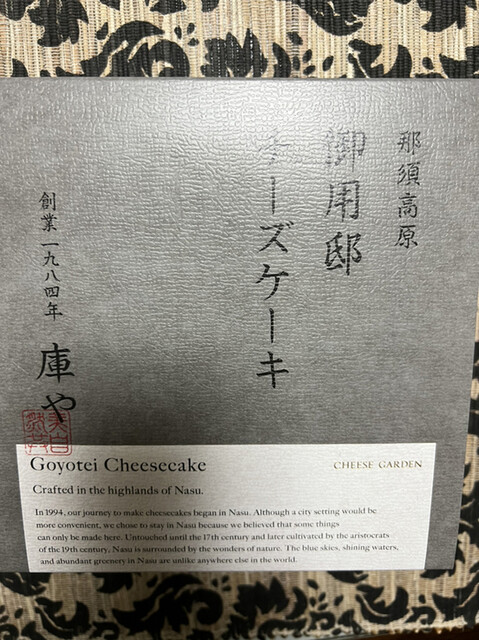 那須高原
御用邸
チーズケーキ
創業一九八四年
庫や
Goyotei Cheesecake
CHEESE GARDEN
Crafted in the highlands of Nasu.
In 1994, our journey to make cheesecakes began in Nasu. Although a city setting would be
more convenient, we chose to stay in Nasu because we believed that some things
can only be made here. Untouched until the 17th century and later cultivated by the aristocrats
of the 19th century, Nasu is surrounded by the wonders of nature. The blue skies, shining waters,
and abundant greenery in Nasu are unlike anywhere else in the world.